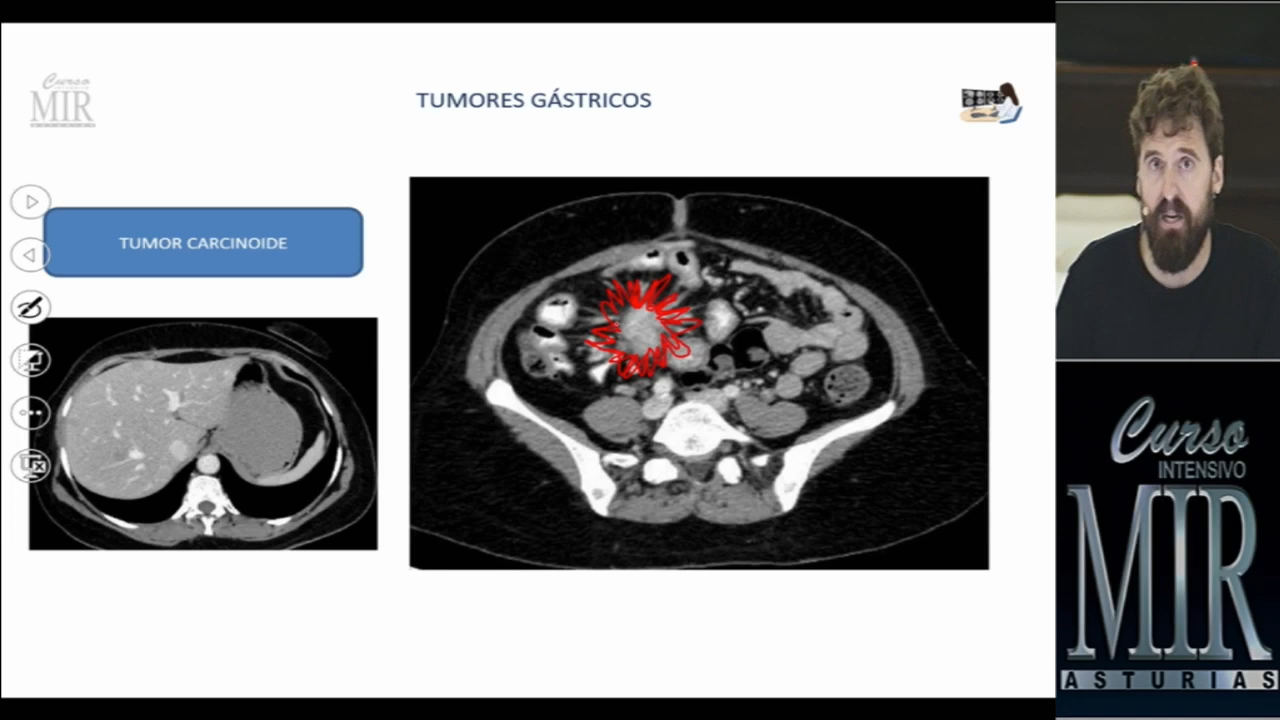 Curso
MIR
TUMORES GÁSTRICOS
TUMOR CARCINOIDE
Curso
INTENSIVO
MIR
ASTURIAS